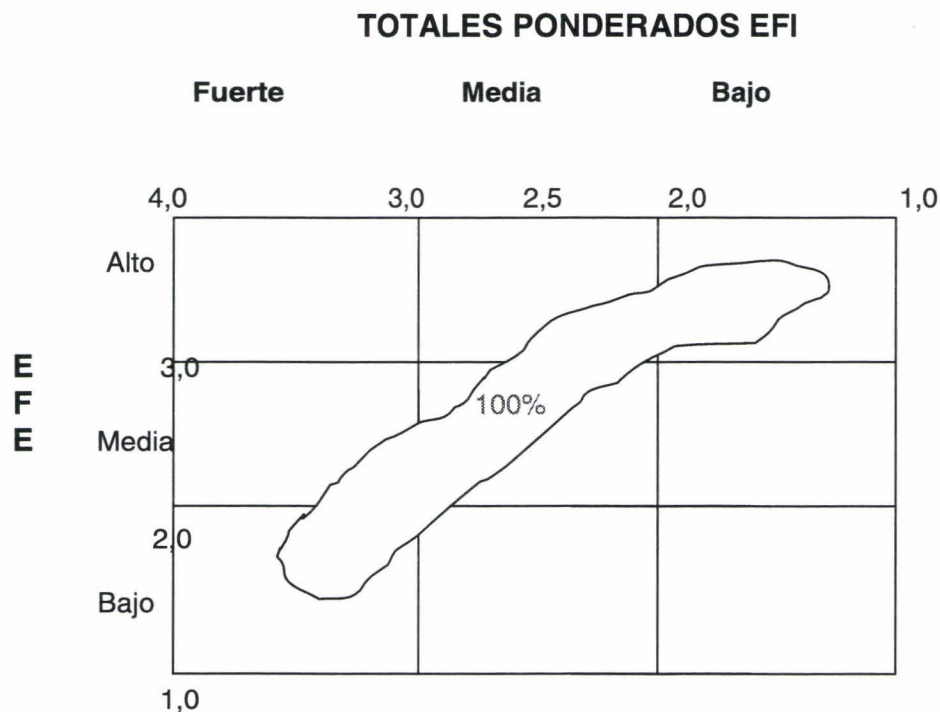 TOTALES PONDERADOS EFI
Fuerte Media Bajo
4,0 3,0 2,5 2,0 1,0
Alto
3,0
E
F
E
100%
Media
2,0
Bajo
1,0